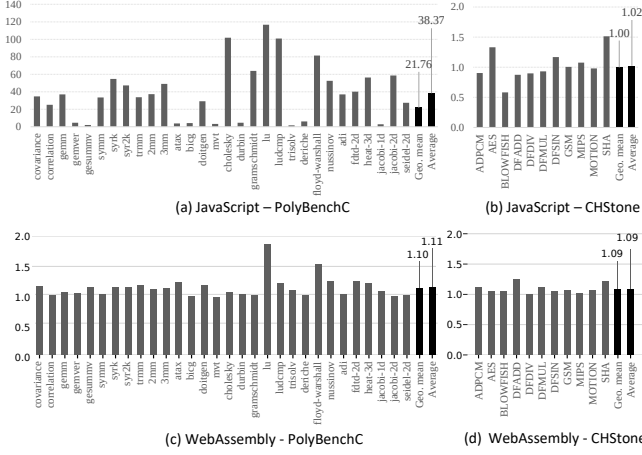 140
120
100
80
60
40
20
0
21.76
38.37
covariance
correlation
gemm
gemver
gesummv
symm
syrk
syr2k
trmm
2mm
3mm
atax
bicg
doitgen
mvt
cholesky
durbin
gramschmidt
lu
ludcmp
trisolv
deriche
floyd-warshall
nussinov
adi
fdtd-2d
heat-3d
jacobi-1d
jacobi-2d
seidel-2d
Geo. mean
Average
(a) JavaScript – PolyBenchC
2.0
1.5
1.0
0.5
0.0
1.00
1.02
ADPCM
AES
BLOWFISH
DFADD
DFDIV
DFMUL
DFSIN
GSM
MIPS
MOTION
SHA
Geo. mean
Average
(b) JavaScript – CHStone
2.0
1.5
1.0
0.5
0.0
1.10
1.11
covariance
correlation
gemm
gemver
gesummv
symm
syrk
syr2k
trmm
2mm
3mm
atax
bicg
doitgen
mvt
cholesky
durbin
gramschmidt
lu
ludcmp
trisolv
deriche
floyd-warshall
nussinov
adi
fdtd-2d
heat-3d
jacobi-1d
jacobi-2d
seidel-2d
Geo. mean
Average
(c) WebAssembly - PolyBenchC
2.0
1.5
1.0
0.5
0.0
1.09
1.09
ADPCM
AES
BLOWFISH
DFADD
DFDIV
DFMUL
DFSIN
GSM
MIPS
MOTION
SHA
Geo. mean
Average
(d) WebAssembly - CHStone